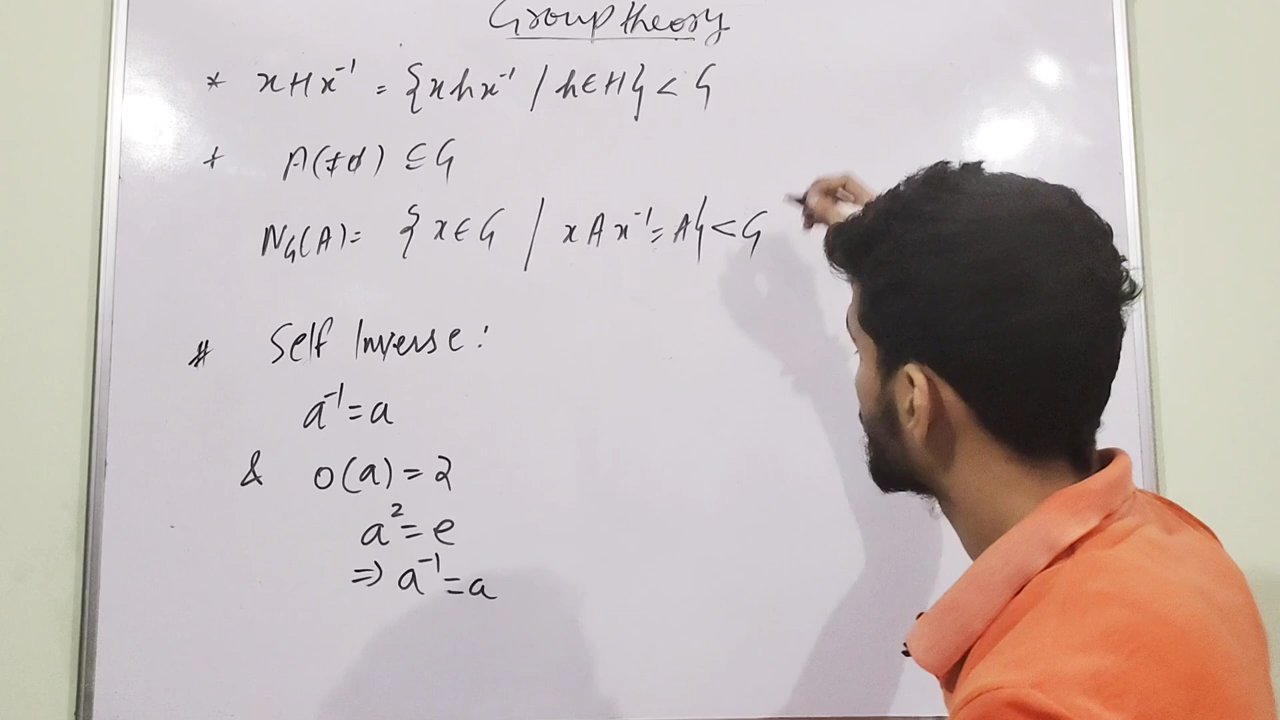 Group theory
* xHx⁻¹ = {xhx⁻¹ / h∈H} < G
* A(≠ϕ) ⊆ G
N_G(A) = { x∈G / xAx⁻¹ = A} < G
# Self Inverse :
a⁻¹ = a
& o(a) = 2
a² = e
⇒ a⁻¹ = a